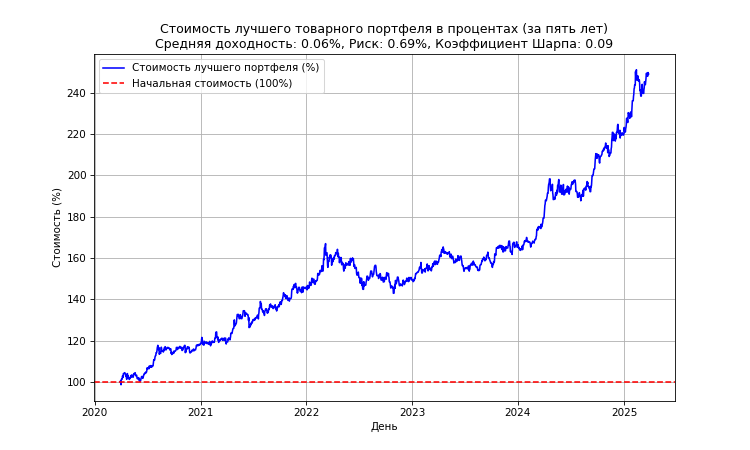 Стоимость лучшего товарного портфеля в процентах (за пять лет)
Средняя доходность: 0.06%, Риск: 0.69%, Коэффициент Шарпа: 0.09
Стоимость лучшего портфеля (%)
Начальная стоимость (100%)
Стоимость (%)
240
220
200
180
160
140
120
100
2020
2021
2022
2023
2024
2025
День